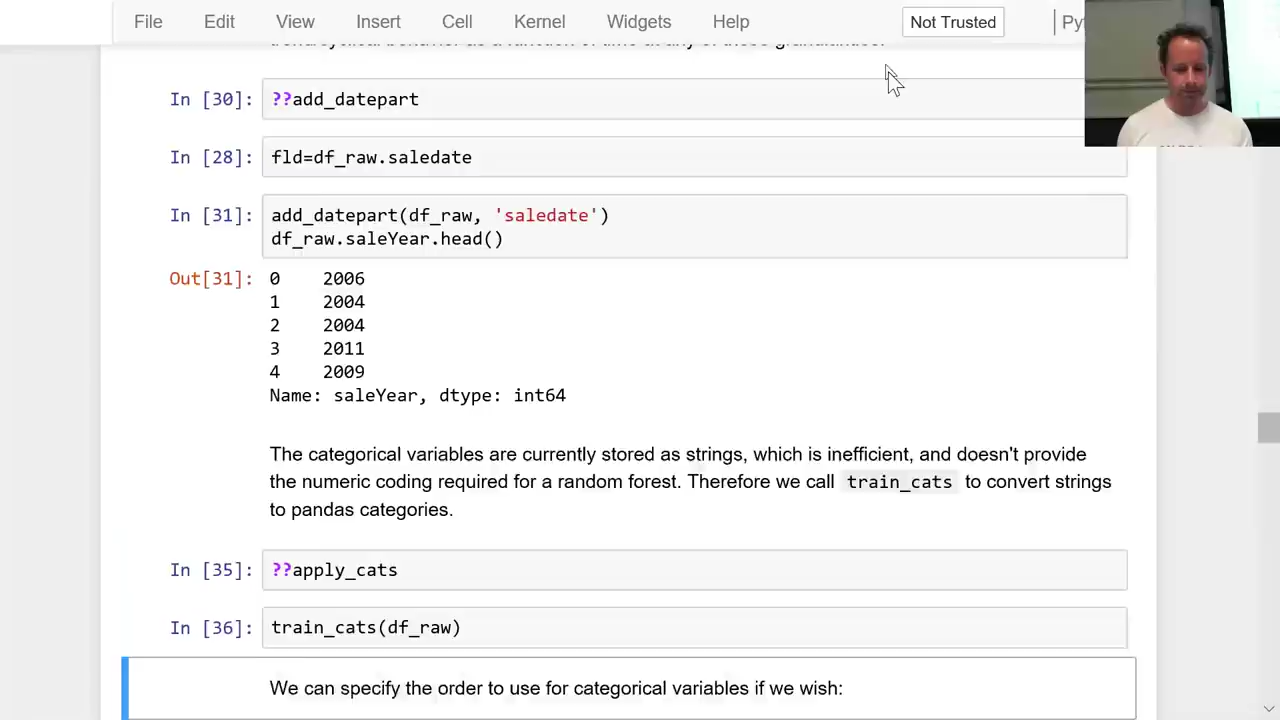 File Edit View Insert Cell Kernel Widgets Help Not Trusted
In [30]: ??add_datepart
In [28]: fld=df_raw.saledate
In [31]: add_datepart(df_raw, 'saledate')
df_raw.saleYear.head()
Out[31]: 0 2006
1 2004
2 2004
3 2011
4 2009
Name: saleYear, dtype: int64
The categorical variables are currently stored as strings, which is inefficient, and doesn't provide
the numeric coding required for a random forest. Therefore we call train_cats to convert strings
to pandas categories.
In [35]: ??apply_cats
In [36]: train_cats(df_raw)
We can specify the order to use for categorical variables if we wish: